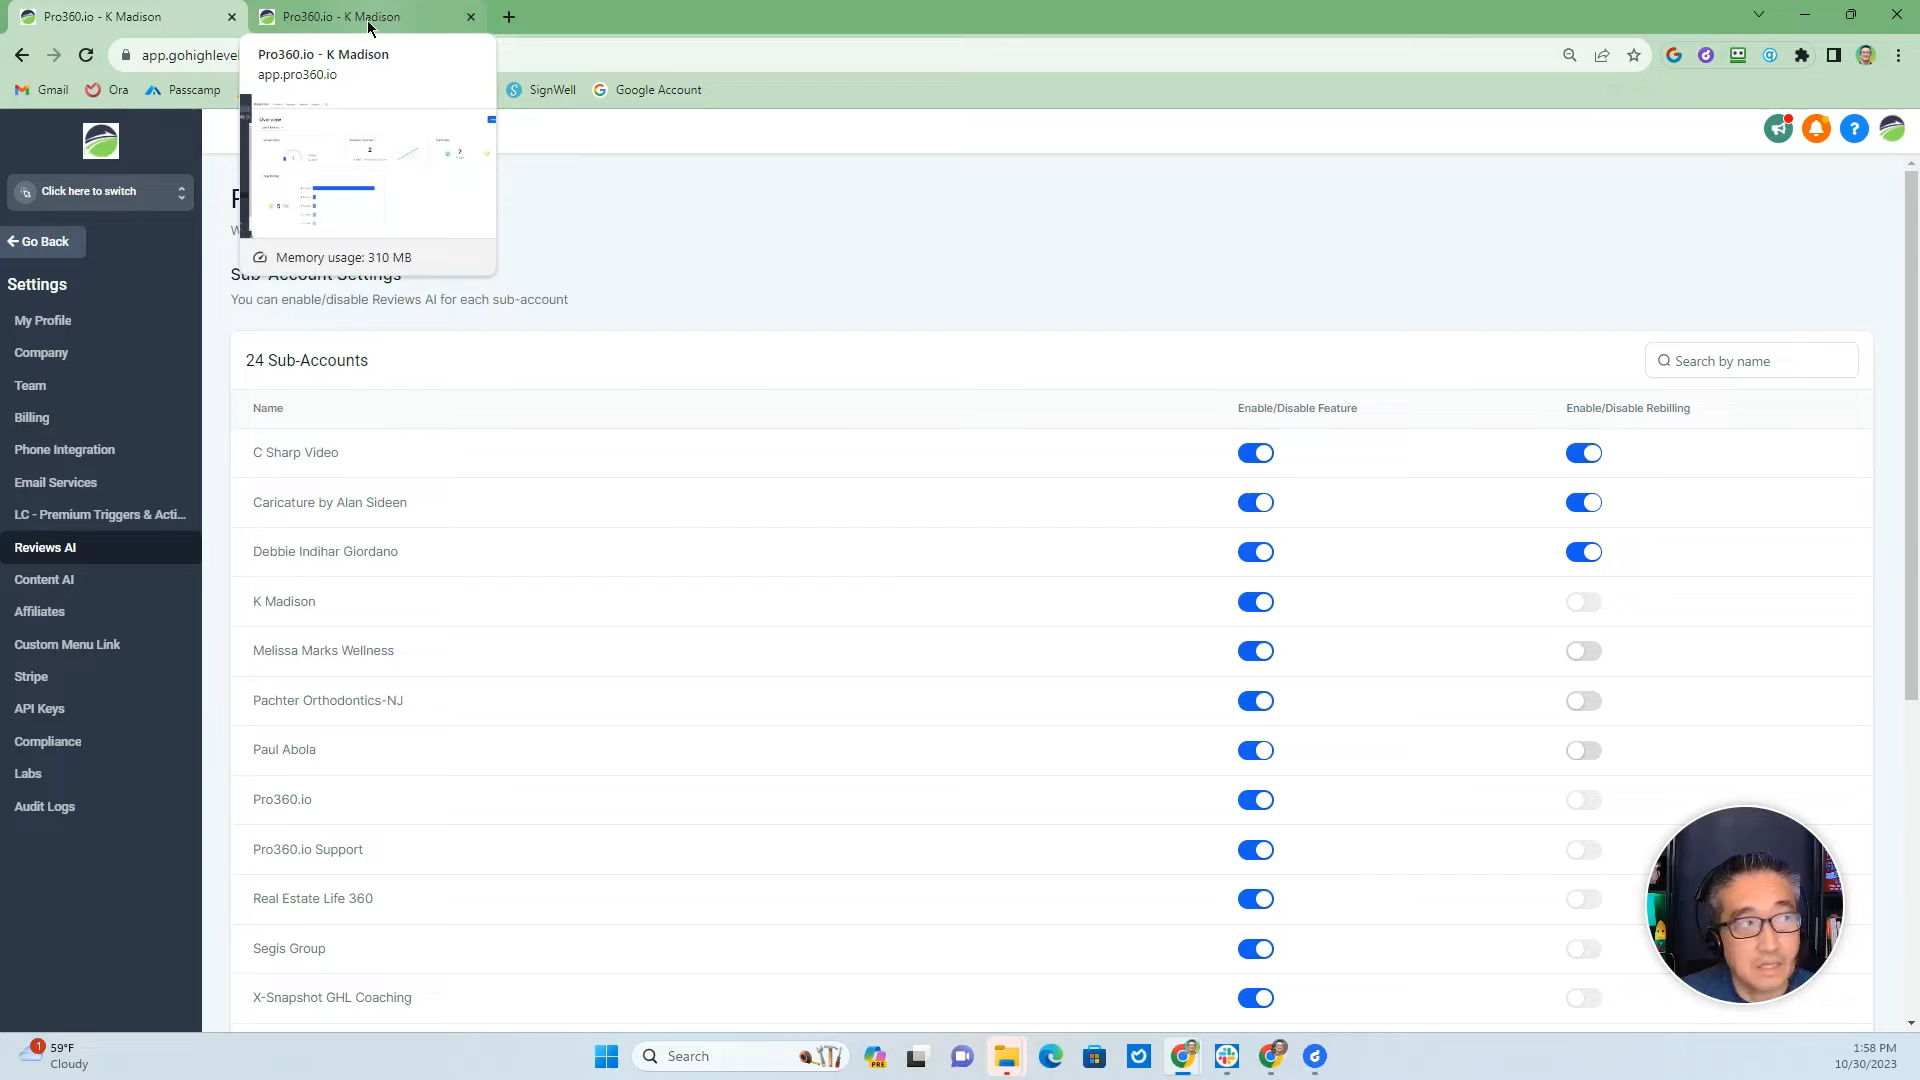 Pro360.io - K Madison
Pro360.io - K Madison
app.gohighlevel
Gmail
Ora
Passcamp
SignWell
Google Account
Pro360.io - K Madison
app.pro360.io
Overview
Memory usage: 310 MB
Click here to switch
Go Back
Settings
My Profile
Company
Team
Billing
Phone Integration
Email Services
LC - Premium Triggers & Acti...
Reviews AI
Content AI
Affiliates
Custom Menu Link
Stripe
API Keys
Compliance
Labs
Audit Logs
Sub-Account Settings
You can enable/disable Reviews AI for each sub-account
24 Sub-Accounts
Search by name
Name
Enable/Disable Feature
Enable/Disable Rebilling
C Sharp Video
Caricature by Alan Sideen
Debbie Indihar Giordano
K Madison
Melissa Marks Wellness
Pachter Orthodontics-NJ
Paul Abola
Pro360.io
Pro360.io Support
Real Estate Life 360
Segis Group
X-Snapshot GHL Coaching
1
59°F
Cloudy
Search
PRE
1:58 PM
10/30/2023